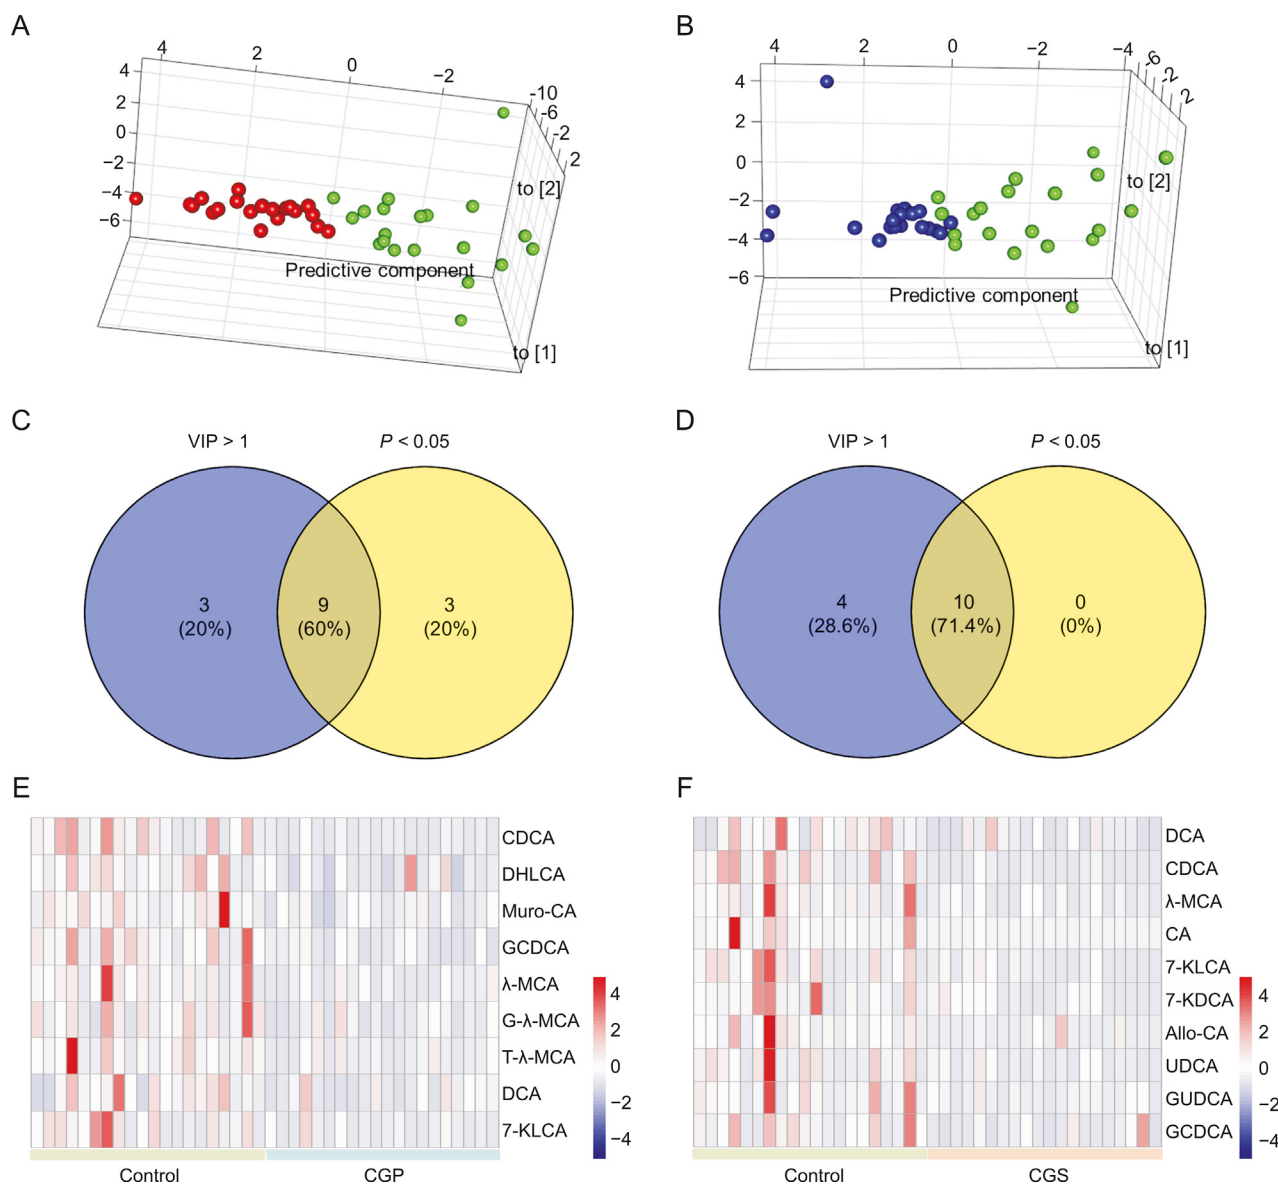 A
4
2
0
−2
4
2
0
−2
−4
−6
-10
-6
-2
2
to [2]
Predictive component
to [1]
B
4
2
0
−2
−4
-6
-2
2
4
2
0
−2
−4
−6
to [2]
Predictive component
to [1]
C
VIP > 1
P < 0.05
3
(20%)
9
(60%)
3
(20%)
D
VIP > 1
P < 0.05
4
(28.6%)
10
(71.4%)
0
(0%)
E
CDCA
DHLCA
Muro-CA
GCDCA
λ-MCA
G-λ-MCA
T-λ-MCA
DCA
7-KLCA
4
2
0
−2
−4
Control
CGP
F
DCA
CDCA
λ-MCA
CA
7-KLCA
7-KDCA
Allo-CA
UDCA
GUDCA
GCDCA
4
2
0
−2
−4
Control
CGS